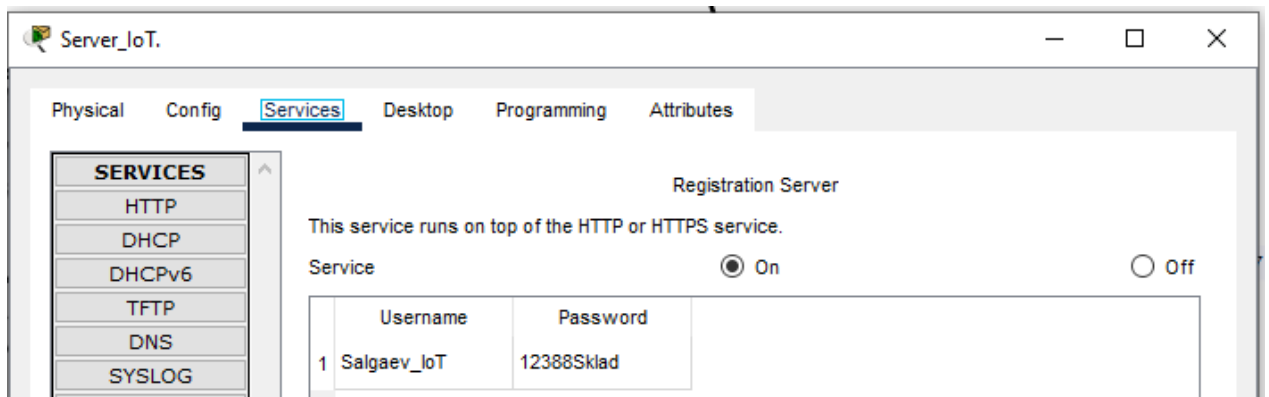 Server_IoT.
Physical Config Services Desktop Programming Attributes
SERVICES
HTTP
DHCP
DHCPv6
TFTP
DNS
SYSLOG
Registration Server
This service runs on top of the HTTP or HTTPS service.
Service On Off
Username Password
1 Salgaev_IoT 12388Sklad